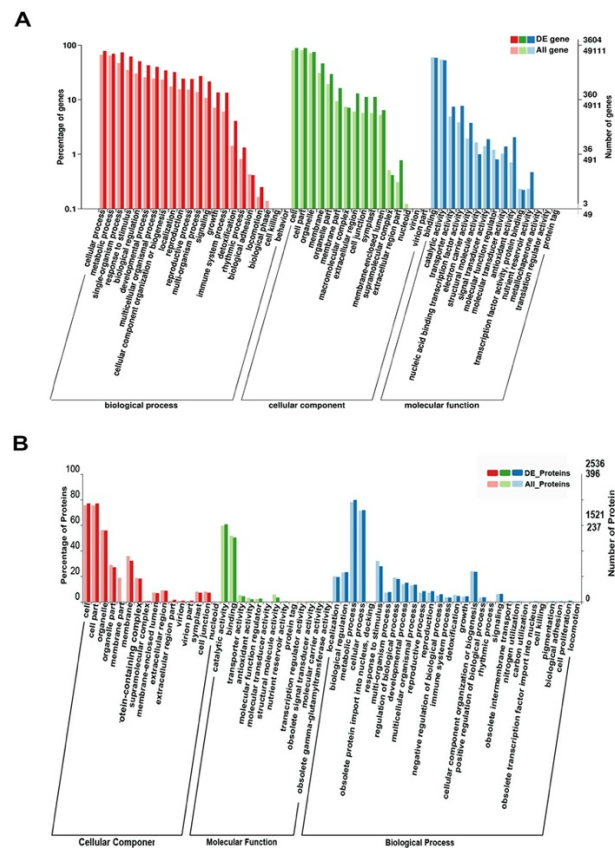 A
Percentage of genes
100
10
1
0.1
DE gene
All gene
3604
49111
360
4911
36
491
3
49
Number of genes
cellular process
metabolic process
single-organism process
response to stimulus
biological regulation
developmental process
multicellular organismal process
cellular component organization or biogenesis
localization
reproduction
reproductive process
multi-organism process
signaling
growth
immune system process
detoxification
rhythmic process
biological adhesion
locomotion
biological phase
cell killing
behavior
cell
cell part
organelle
membrane
organelle part
membrane part
macromolecular complex
extracellular region
cell junction
symplast
membrane-enclosed lumen
supramolecular complex
extracellular region part
nucleoid
virion
virion part
binding
catalytic activity
transporter activity
nucleic acid binding transcription factor activity
electron carrier activity
structural molecule activity
signal transducer activity
molecular function regulator
molecular transducer activity
antioxidant activity
transcription factor activity, protein binding
nutrient reservoir activity
metallochaperone activity
translation regulator activity
protein tag
biological process
cellular component
molecular function
B
Percentage of Proteins
100
80
60
40
20
0
DE_Proteins
All_Proteins
2536
396
1521
237
0
0
Number of Protein
cell
cell part
organelle
organelle part
membrane part
membrane
rotein-containing complex
supramolecular complex
membrane-enclosed lumen
extracellular region
extracellular region part
virion
virion part
symplast
cell junction
nucleoid
catalytic activity
binding
transporter activity
antioxidant activity
molecular function regulator
molecular transducer activity
structural molecule activity
nutrient reservoir activity
protein tag
transcription regulator activity
obsolete signal transducer activity
molecular carrier activity
obsolete gamma-glutamyltransferase activity
localization
biological regulation
metabolic process
cellular process
obsolete protein import into nucleus, docking
response to stimulus
multi-organism process
regulation of biological process
developmental process
multicellular organismal process
reproductive process
reproduction
growth
negative regulation of biological process
immune system process
detoxification
cellular component organization or biogenesis
positive regulation of biological process
rhythmic process
signaling
obsolete intermembrane transport
nitrogen utilization
carbon utilization
obsolete transcription factor import into nucleus
cell killing
pigmentation
biological adhesion
cell proliferation
locomotion
Cellular Componer
Molecular Function
Biological Process